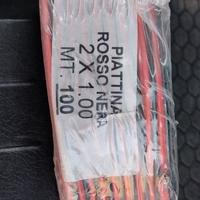 PIATTINA
ROSSO NERA
2 X 1.00
MT. 100